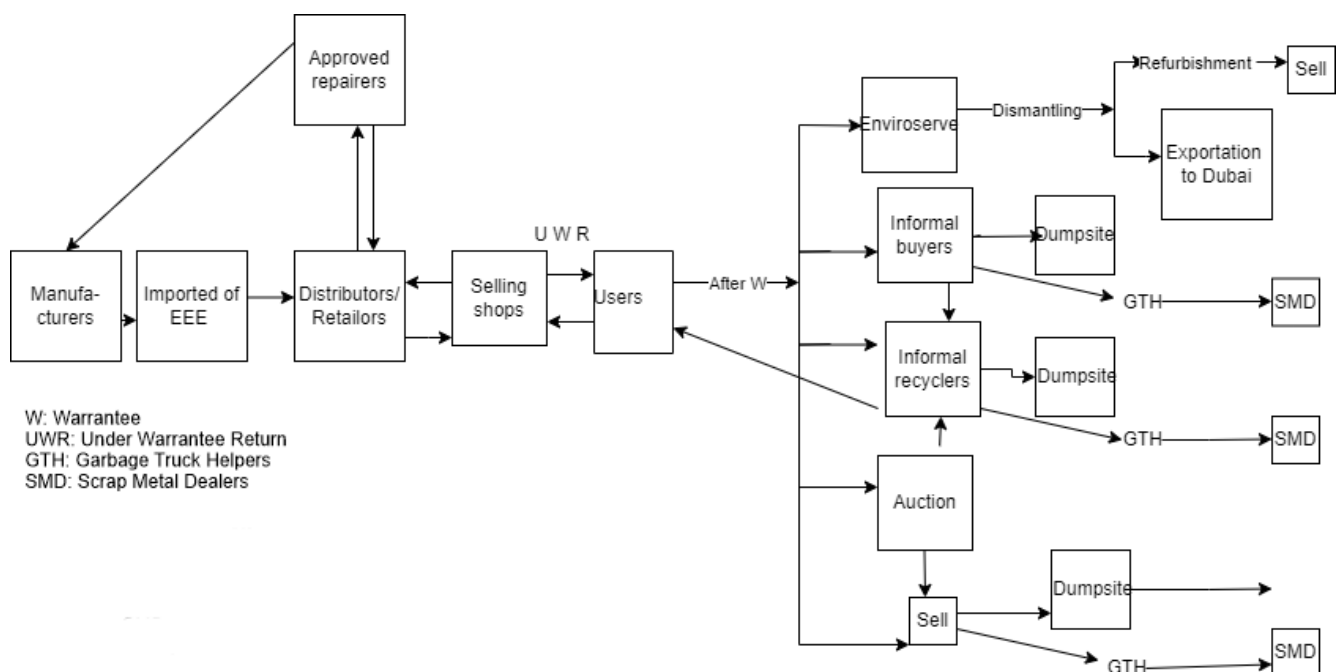 Approved
repairers
Refurbishment
Sell
Enviroserve
Dismantling
Exportation
to Dubai
Informal
buyers
Dumpsite
U W R
Manufa-
cturers
Imported of
EEE
Distributors/
Retailors
Selling
shops
Users
After W
GTH
SMD
Informal
recyclers
Dumpsite
GTH
SMD
W: Warrantee
UWR: Under Warrantee Return
GTH: Garbage Truck Helpers
SMD: Scrap Metal Dealers
Auction
Dumpsite
Sell
GTH
SMD